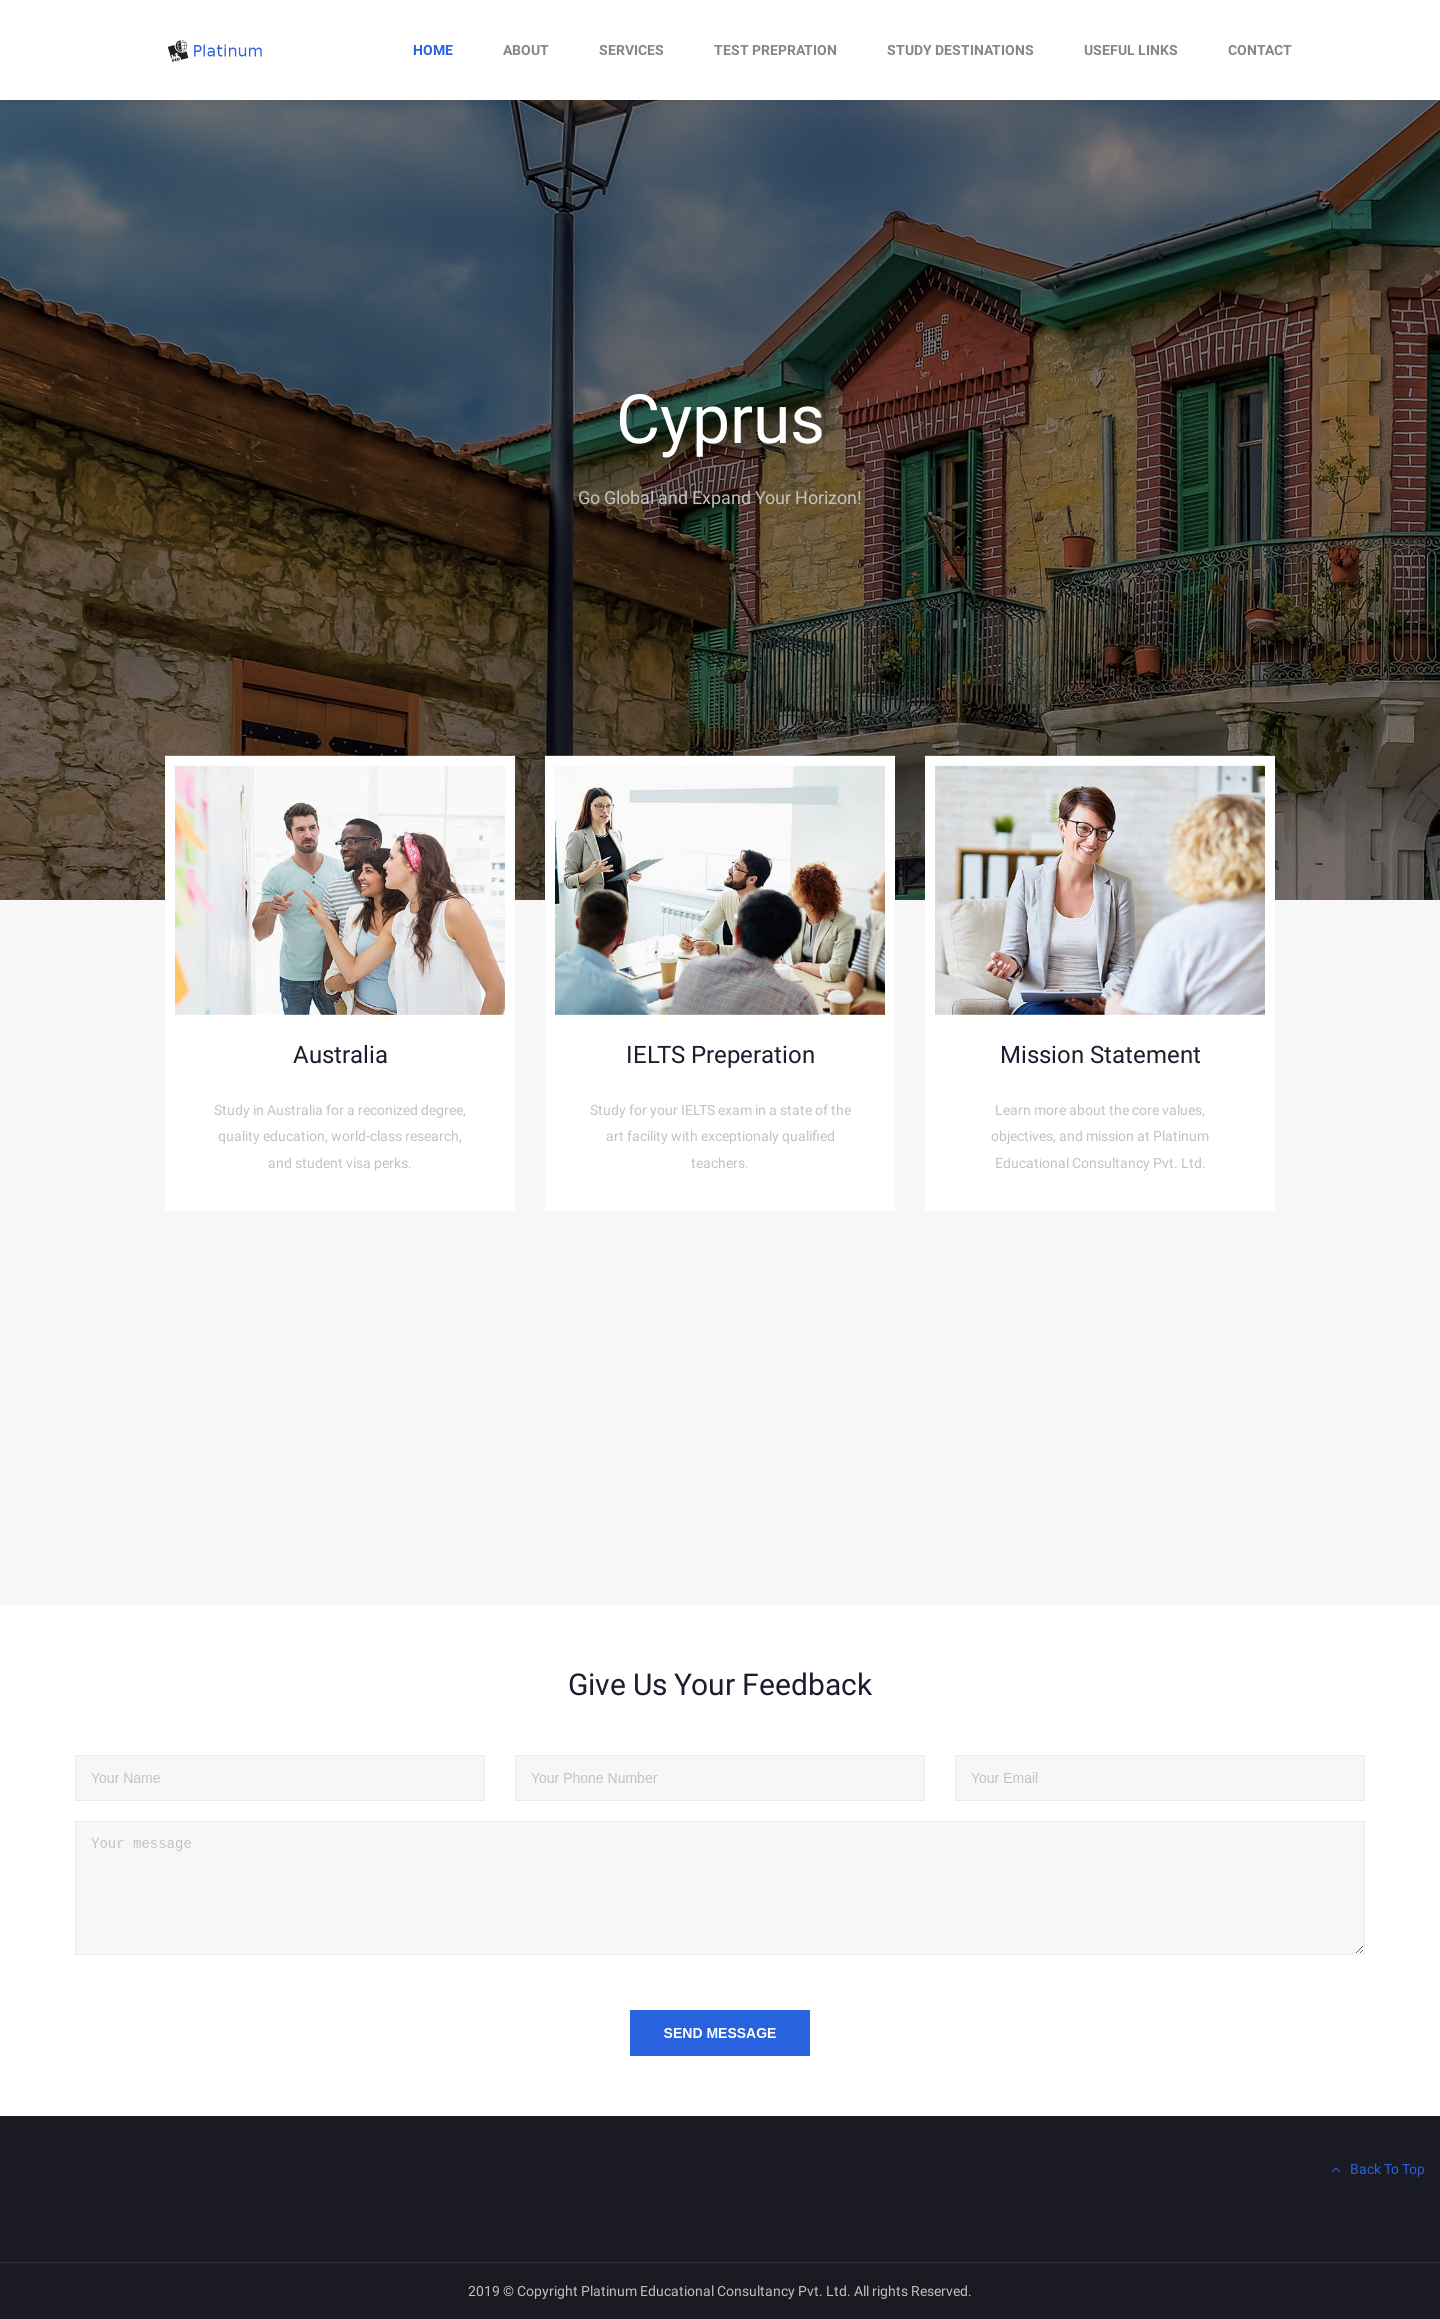 Platinum
HOME
ABOUT
SERVICES
TEST PREPRATION
STUDY DESTINATIONS
USEFUL LINKS
CONTACT
Cyprus
Go Global and Expand Your Horizon!
Australia
Study in Australia for a reconized degree,
quality education, world-class research,
and student visa perks.
IELTS Preperation
Study for your IELTS exam in a state of the
art facility with exceptionaly qualified
teachers.
Mission Statement
Learn more about the core values,
objectives, and mission at Platinum
Educational Consultancy Pvt. Ltd.
Give Us Your Feedback
Your Name
Your Phone Number
Your Email
Your message
SEND MESSAGE
Back To Top
2019 © Copyright Platinum Educational Consultancy Pvt. Ltd. All rights Reserved.